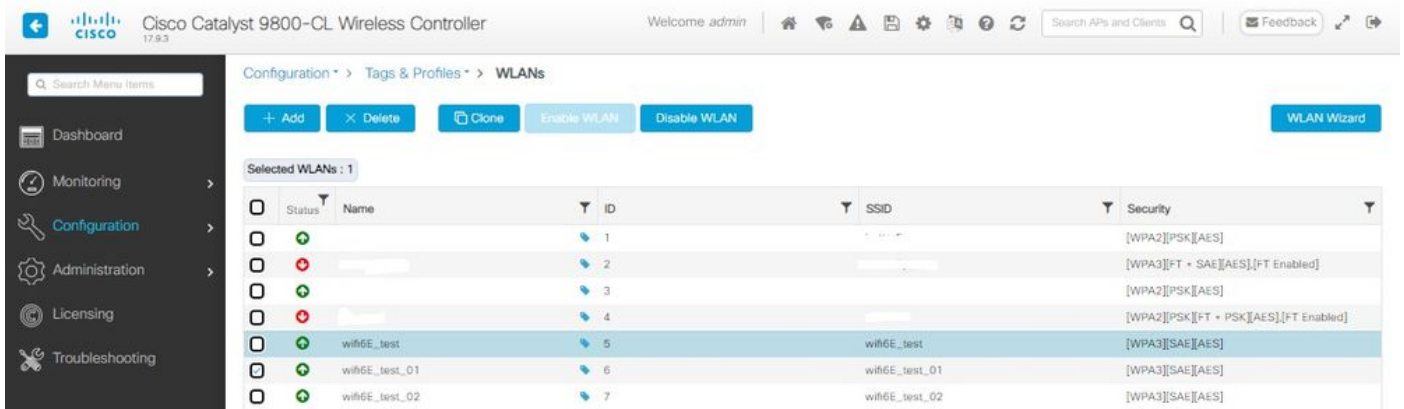 cisco
Cisco Catalyst 9800-CL Wireless Controller
17.9.3
Welcome admin
Search APs and Clients
Feedback
Search Menu Items
Dashboard
Monitoring
Configuration
Administration
Licensing
Troubleshooting
Configuration > Tags & Profiles > WLANs
+ Add
× Delete
Clone
Enable WLAN
Disable WLAN
WLAN Wizard
Selected WLANs : 1
Status Name ID SSID Security
1 [WPA2][PSK][AES]
2 [WPA3][FT + SAE][AES],[FT Enabled]
3 [WPA2][PSK][AES]
4 [WPA2][PSK][FT + PSK][AES],[FT Enabled]
wifi6E_test 5 wifi6E_test [WPA3][SAE][AES]
wifi6E_test_01 6 wifi6E_test_01 [WPA3][SAE][AES]
wifi6E_test_02 7 wifi6E_test_02 [WPA3][SAE][AES]